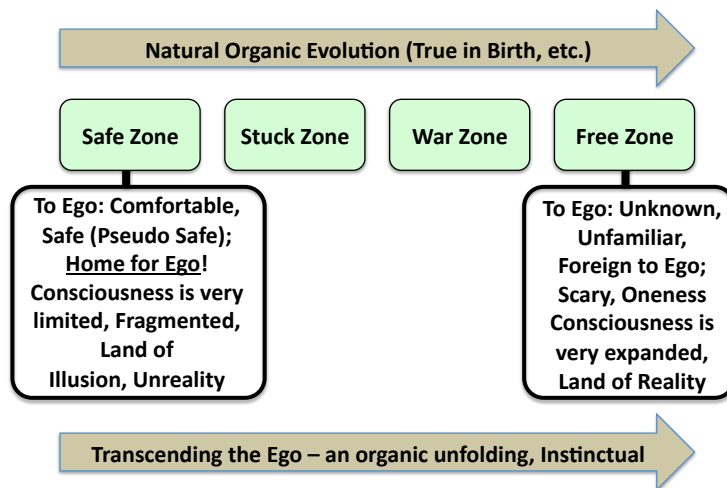 Natural Organic Evolution (True in Birth, etc.)
Safe Zone
Stuck Zone
War Zone
Free Zone
To Ego: Comfortable,
Safe (Pseudo Safe);
Home for Ego!
Consciousness is very
limited, Fragmented,
Land of
Illusion, Unreality
To Ego: Unknown,
Unfamiliar,
Foreign to Ego;
Scary, Oneness
Consciousness is
very expanded,
Land of Reality
Transcending the Ego – an organic unfolding, Instinctual